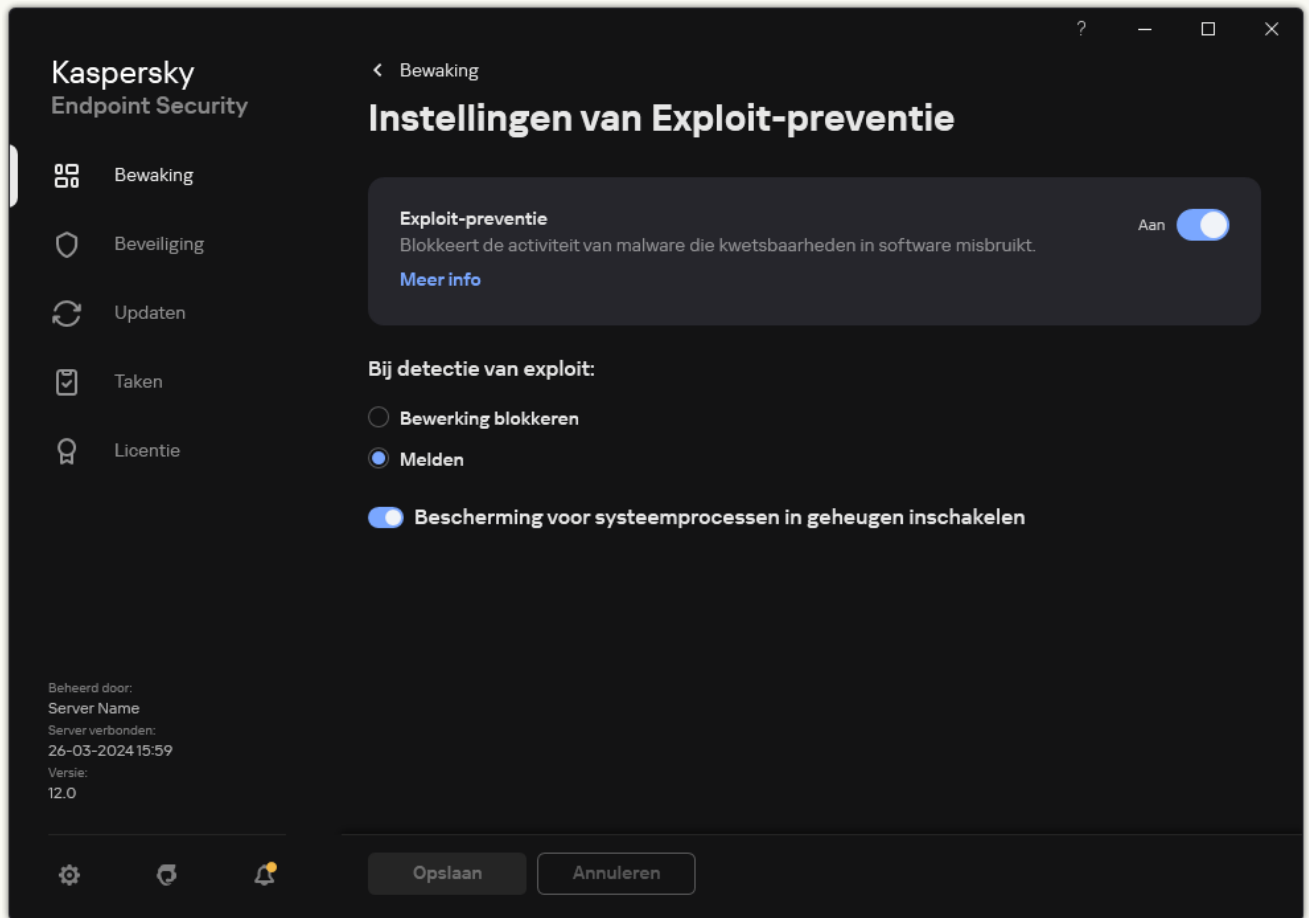 ?
Kaspersky
Endpoint Security
Bewaking
Beveiliging
Updaten
Taken
Licentie
Beheerd door:
Server Name
Server verbonden:
26-03-2024 15:59
Versie:
12.0
Bewaking
Instellingen van Exploit-preventie
Exploit-preventie
Blokkeert de activiteit van malware die kwetsbaarheden in software misbruikt.
Meer info
Aan
Bij detectie van exploit:
Bewerking blokkeren
Melden
Bescherming voor systeemprocessen in geheugen inschakelen
Opslaan
Annuleren